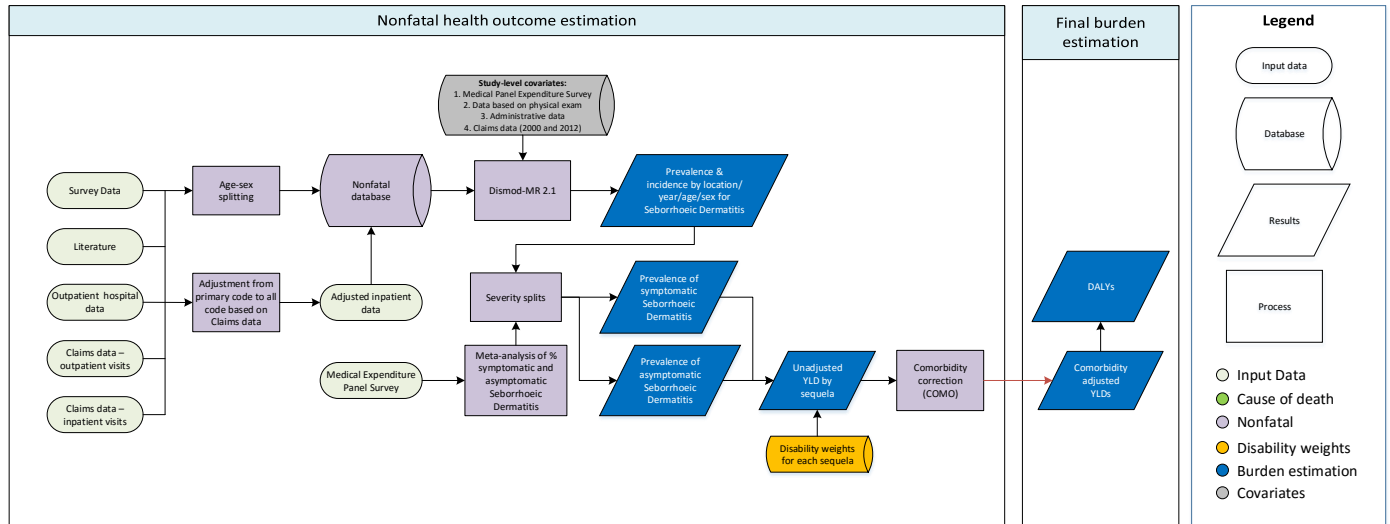 Nonfatal health outcome estimation
Final burden
estimation
Legend
Input data
Database
Results
Process
Input Data
Cause of death
Nonfatal
Disability weights
Burden estimation
Covariates
Study-level covariates:
1. Medical Panel Expenditure Survey
2. Data based on physical exam
3. Administrative data
4. Claims data (2000 and 2012)
Survey Data
Age-sex
splitting
Nonfatal
database
Dismod-MR 2.1
Prevalence &
incidence by location/
year/age/sex for
Seborrhoeic Dermatitis
Literature
Outpatient hospital
data
Adjustment from
primary code to all
code based on
Claims data
Adjusted inpatient
data
Severity splits
Prevalence of
symptomatic
Seborrhoeic
Dermatitis
DALYs
Claims data –
outpatient visits
Medical Expenditure
Panel Survey
Meta-analysis of %
symptomatic and
asymptomatic
Seborrhoeic
Dermatitis
Prevalence of
asymptomatic
Seborrhoeic
Dermatitis
Unadjusted
YLD by
sequela
Comorbidity
correction
(COMO)
Comorbidity
adjusted
YLDs
Claims data –
inpatient visits
Disability weights
for each sequela